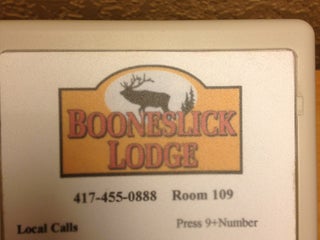 BOONESLICK
LODGE
417-455-0888 Room 109
Local Calls Press 9+Number